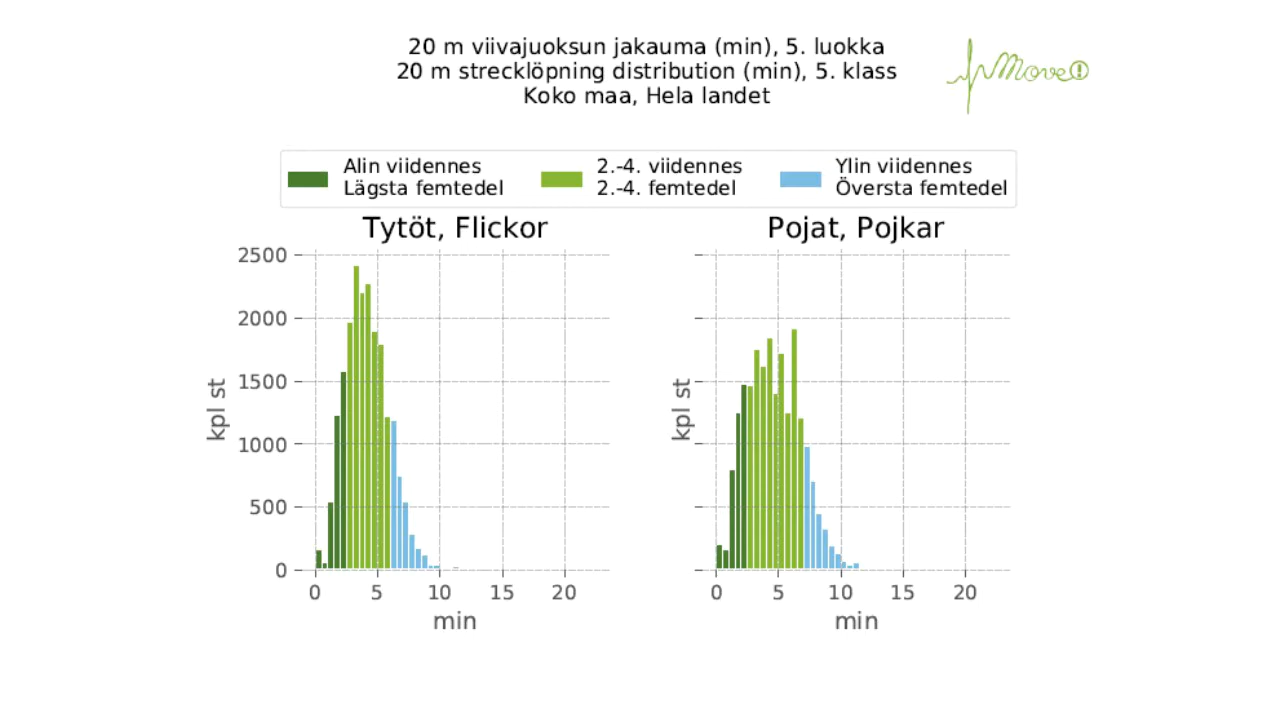 20 m viivajuoksun jakauma (min), 5. luokka
20 m strecklöpning distribution (min), 5. klass
Koko maa, Hela landet
Move!
Alin viidennes
Lägsta femtedel
2.-4. viidennes
2.-4. femtedel
Ylin viidennes
Översta femtedel
Tytöt, Flickor
2500
2000
1500
1000
500
0
kpl st
0 5 10 15 20
min
Pojat, Pojkar
kpl st
0 5 10 15 20
min